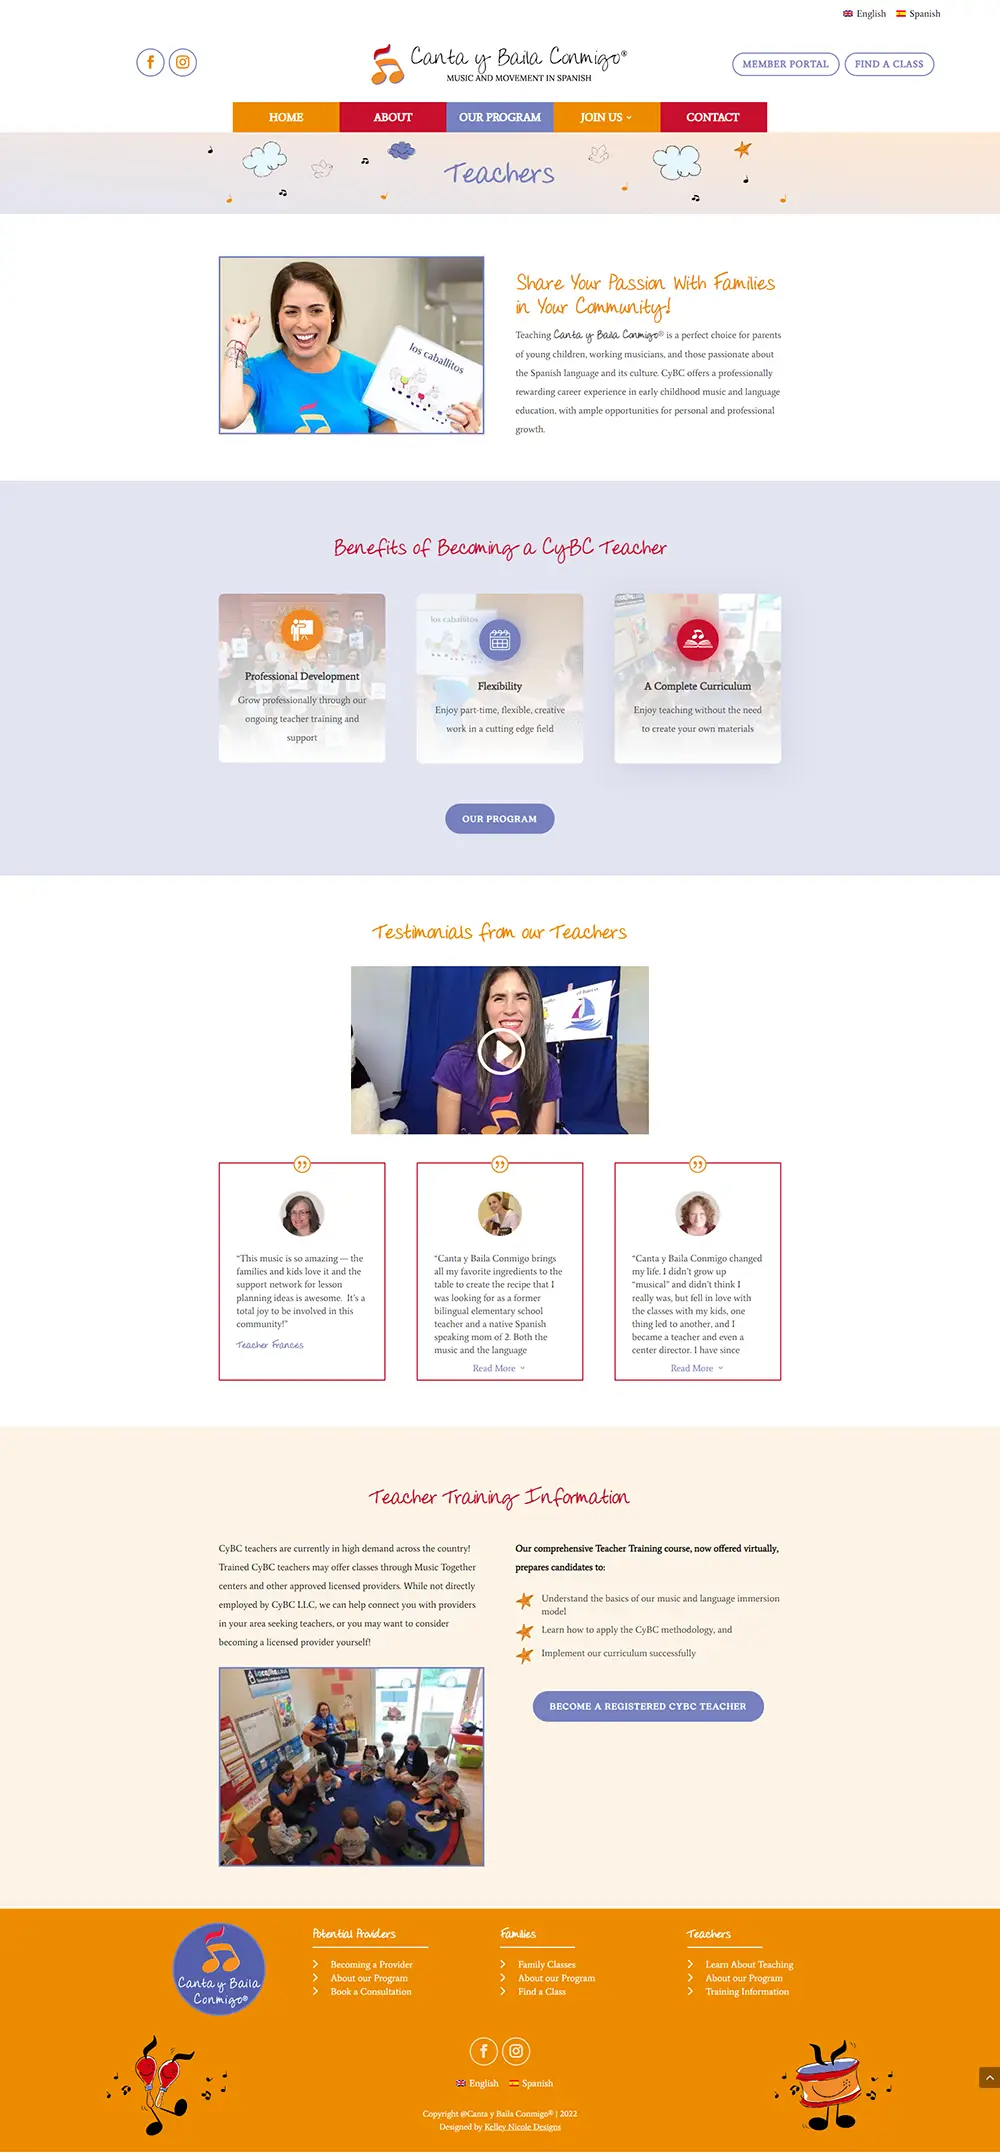 English Spanish
Canta y Baila Conmigo®
MUSIC AND MOVEMENT IN SPANISH
MEMBER PORTAL
FIND A CLASS
HOME
ABOUT
OUR PROGRAM
JOIN US
CONTACT
Teachers
los caballitos
Share Your Passion With Families
in Your Community!
Teaching Canta y Baila Conmigo® is a perfect choice for parents
of young children, working musicians, and those passionate about
the Spanish language and its culture. CyBC offers a professionally
rewarding career experience in early childhood music and language
education, with ample opportunities for personal and professional
growth.
Benefits of Becoming a CyBC Teacher
Professional Development
Grow professionally through our
ongoing teacher training and
support
los caballitos
Flexibility
Enjoy part-time, flexible, creative
work in a cutting edge field
A Complete Curriculum
Enjoy teaching without the need
to create your own materials
OUR PROGRAM
Testimonials from our Teachers
“This music is so amazing — the
families and kids love it and the
support network for lesson
planning ideas is awesome. It’s a
total joy to be involved in this
community!”
Teacher Frances
“Canta y Baila Conmigo brings
all my favorite ingredients to the
table to create the recipe that I
was looking for as a former
bilingual elementary school
teacher and a native Spanish
speaking mom of 2. Both the
music and the language
Read More
“Canta y Baila Conmigo changed
my life. I didn’t grow up
“musical” and didn’t think I
really was, but fell in love with
the classes with my kids, one
thing led to another, and I
became a teacher and even a
center director. I have since
Read More
Teacher Training Information
CyBC teachers are currently in high demand across the country!
Trained CyBC teachers may offer classes through Music Together
centers and other approved licensed providers. While not directly
employed by CyBC LLC, we can help connect you with providers
in your area seeking teachers, or you may want to consider
becoming a licensed provider yourself!
Our comprehensive Teacher Training course, now offered virtually,
prepares candidates to:
Understand the basics of our music and language immersion
model
Learn how to apply the CyBC methodology, and
Implement our curriculum successfully
BECOME A REGISTERED CYBC TEACHER
Canta y Baila
Conmigo®
Potential Providers
Becoming a Provider
About our Program
Book a Consultation
Families
Family Classes
About our Program
Find a Class
Teachers
Learn About Teaching
About our Program
Training Information
English Spanish
Copyright @Canta y Baila Conmigo® | 2022
Designed by Kelley Nicole Designs